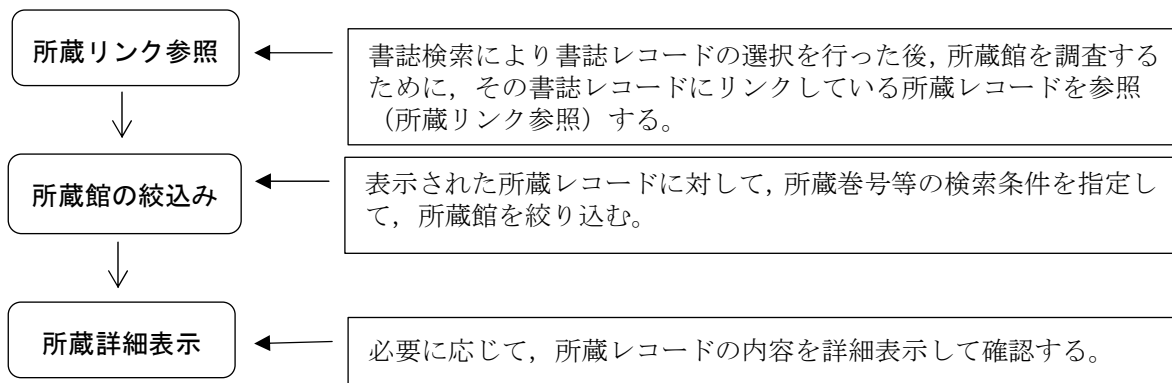 所蔵リンク参照
書誌検索により書誌レコードの選択を行った後，所蔵館を調査する
ために，その書誌レコードにリンクしている所蔵レコードを参照
（所蔵リンク参照）する。
所蔵館の絞込み
表示された所蔵レコードに対して，所蔵巻号等の検索条件を指定し
て，所蔵館を絞り込む。
所蔵詳細表示
必要に応じて，所蔵レコードの内容を詳細表示して確認する。